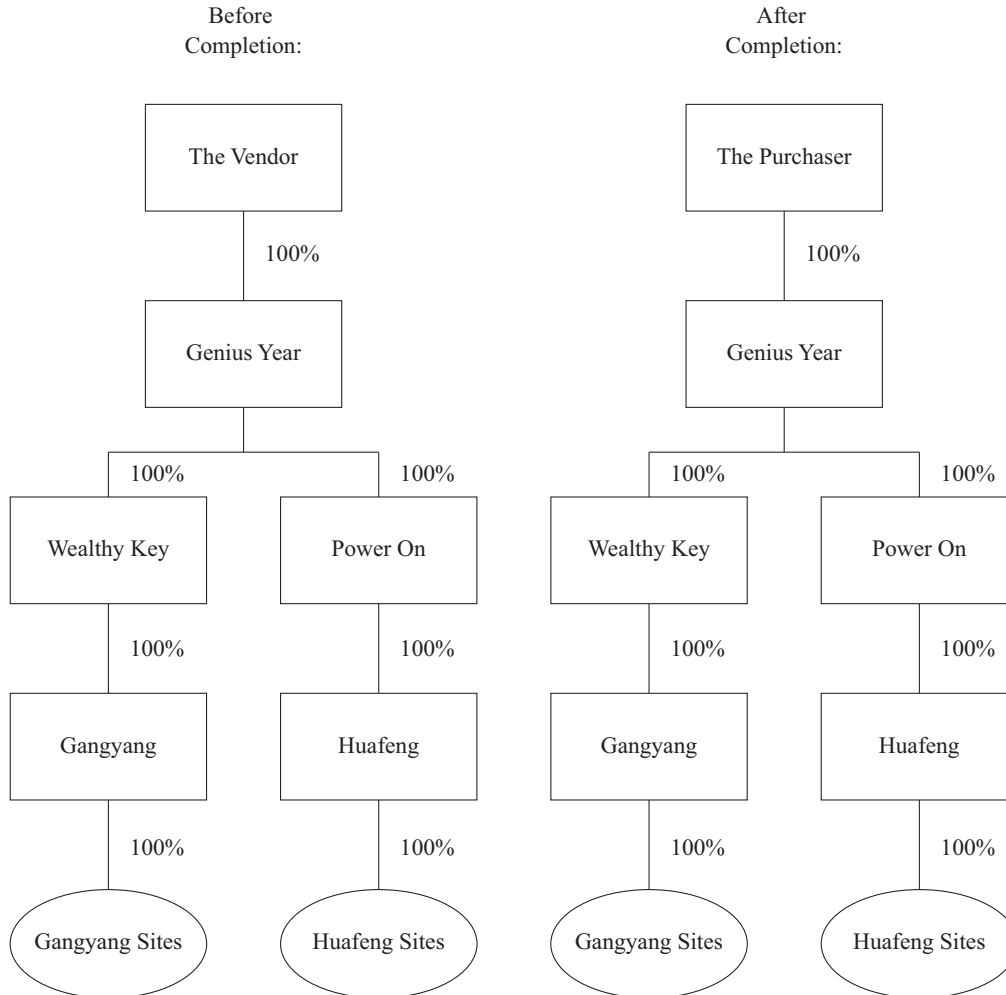 Before
Completion:
The Vendor
100%
Genius Year
100%
100%
Wealthy Key
Power On
100%
100%
Gangyang
Huafeng
100%
100%
Gangyang Sites
Huafeng Sites
After
Completion:
The Purchaser
100%
Genius Year
100%
100%
Wealthy Key
Power On
100%
100%
Gangyang
Huafeng
100%
100%
Gangyang Sites
Huafeng Sites